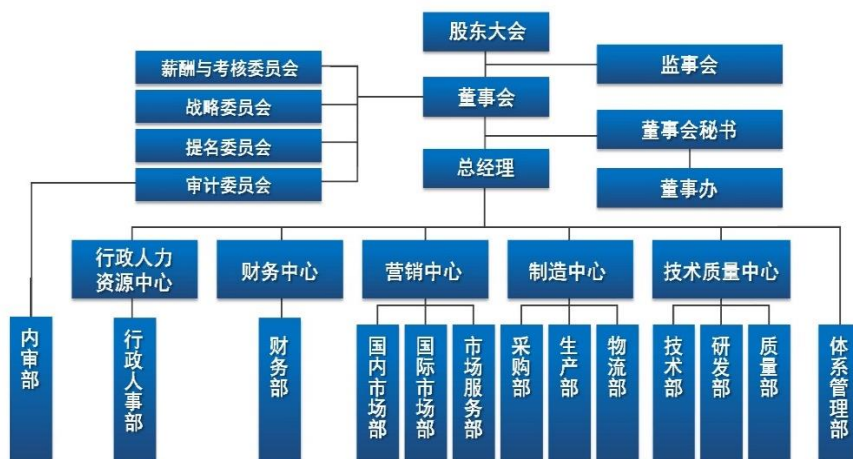 股东大会
薪酬与考核委员会
监事会
董事会
战略委员会
董事会秘书
提名委员会
总经理
审计委员会
董事办
行政人力
资源中心
财务中心
营销中心
制造中心
技术质量中心
内审部
行政人事部
财务部
国内市场部
国际市场部
市场服务部
采购部
生产部
物流部
技术部
研发部
质量部
体系管理部